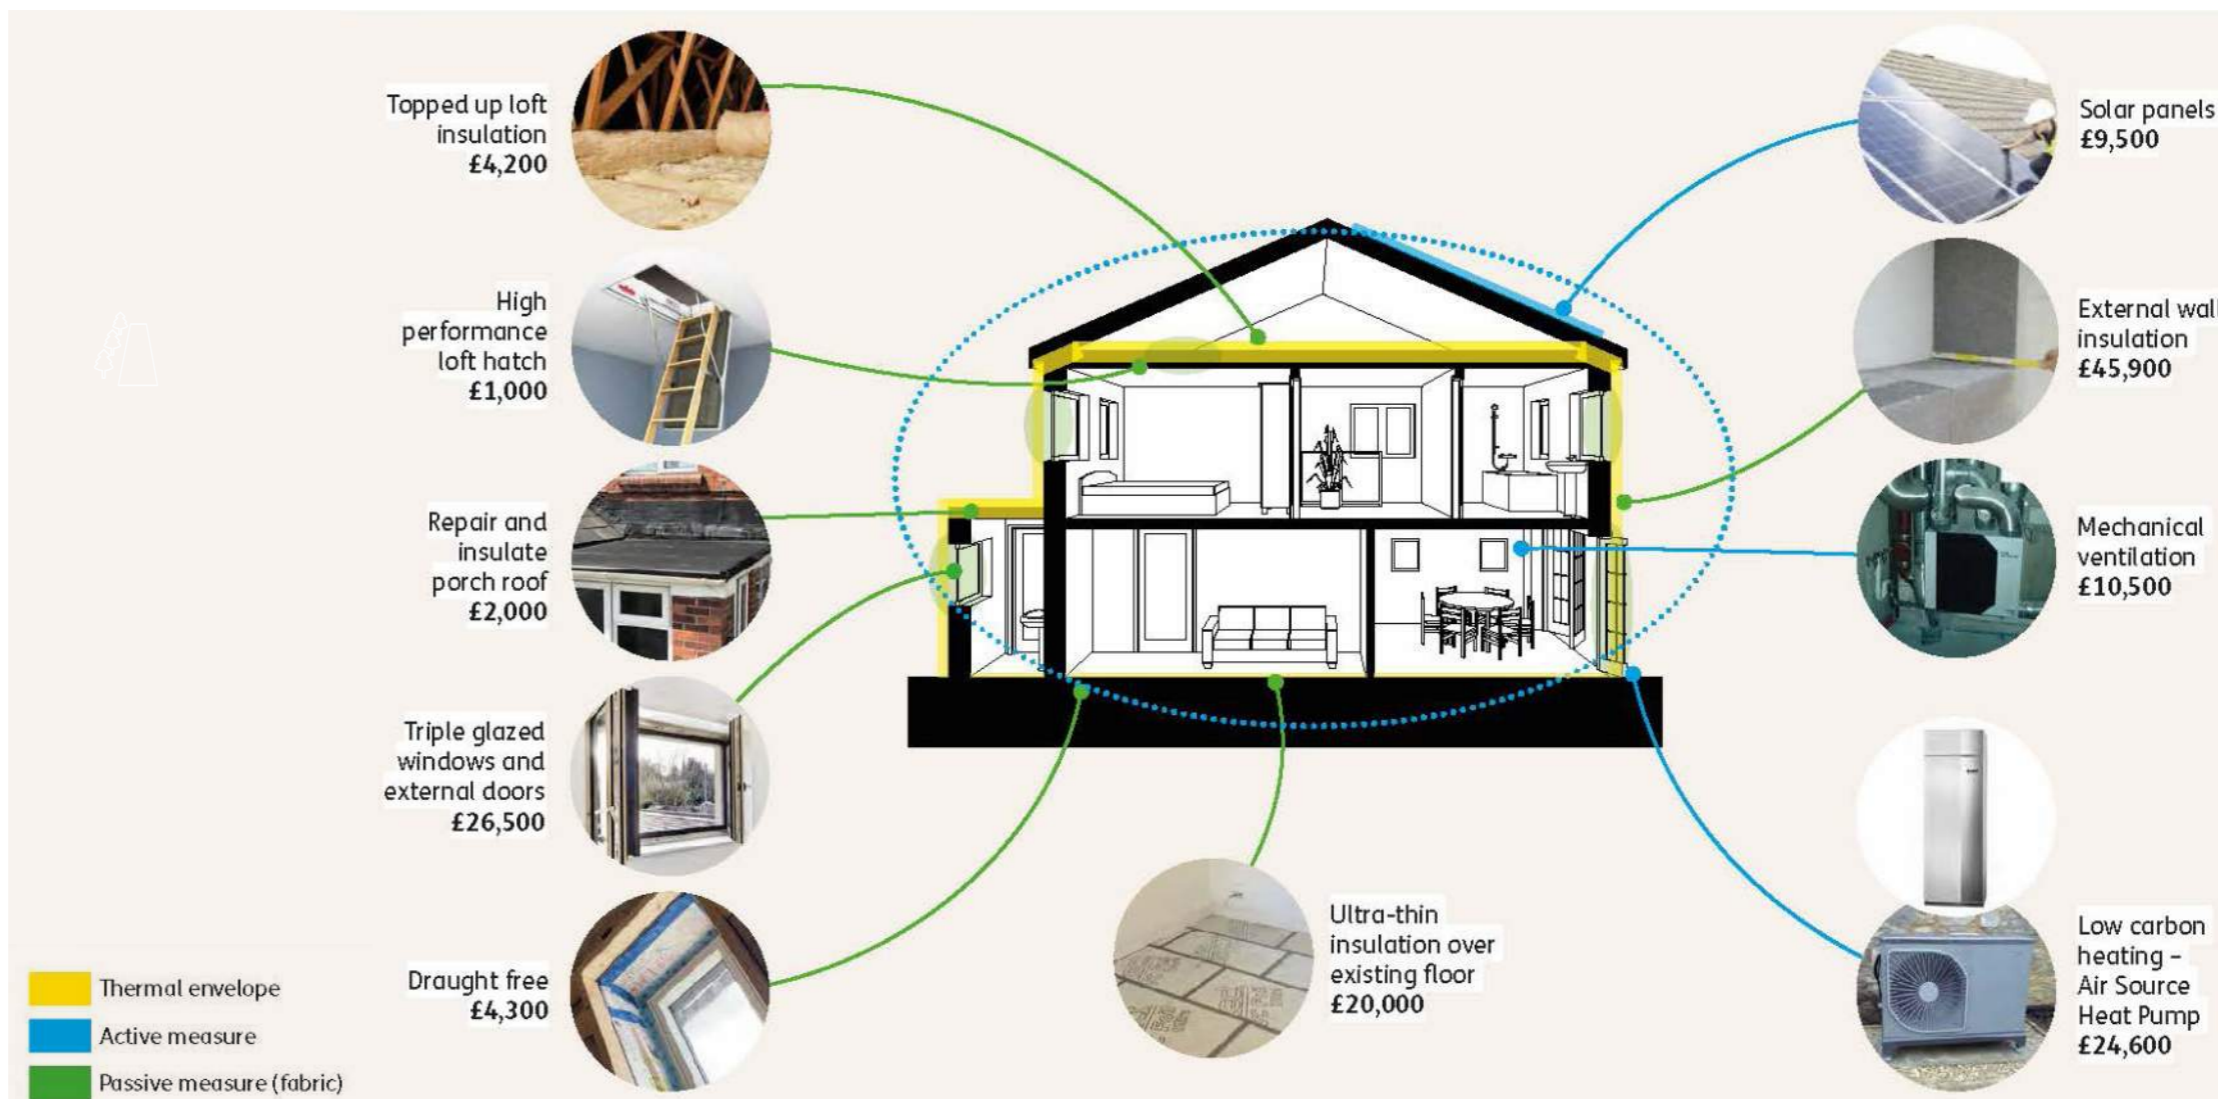 Topped up loft
insulation
£4,200
High
performance
loft hatch
£1,000
Repair and
insulate
porch roof
£2,000
Triple glazed
windows and
external doors
£26,500
Draught free
£4,300
Ultra-thin
insulation over
existing floor
£20,000
Solar panels
£9,500
External wall
insulation
£45,900
Mechanical
ventilation
£10,500
Low carbon
heating –
Air Source
Heat Pump
£24,600
Thermal envelope
Active measure
Passive measure (fabric)